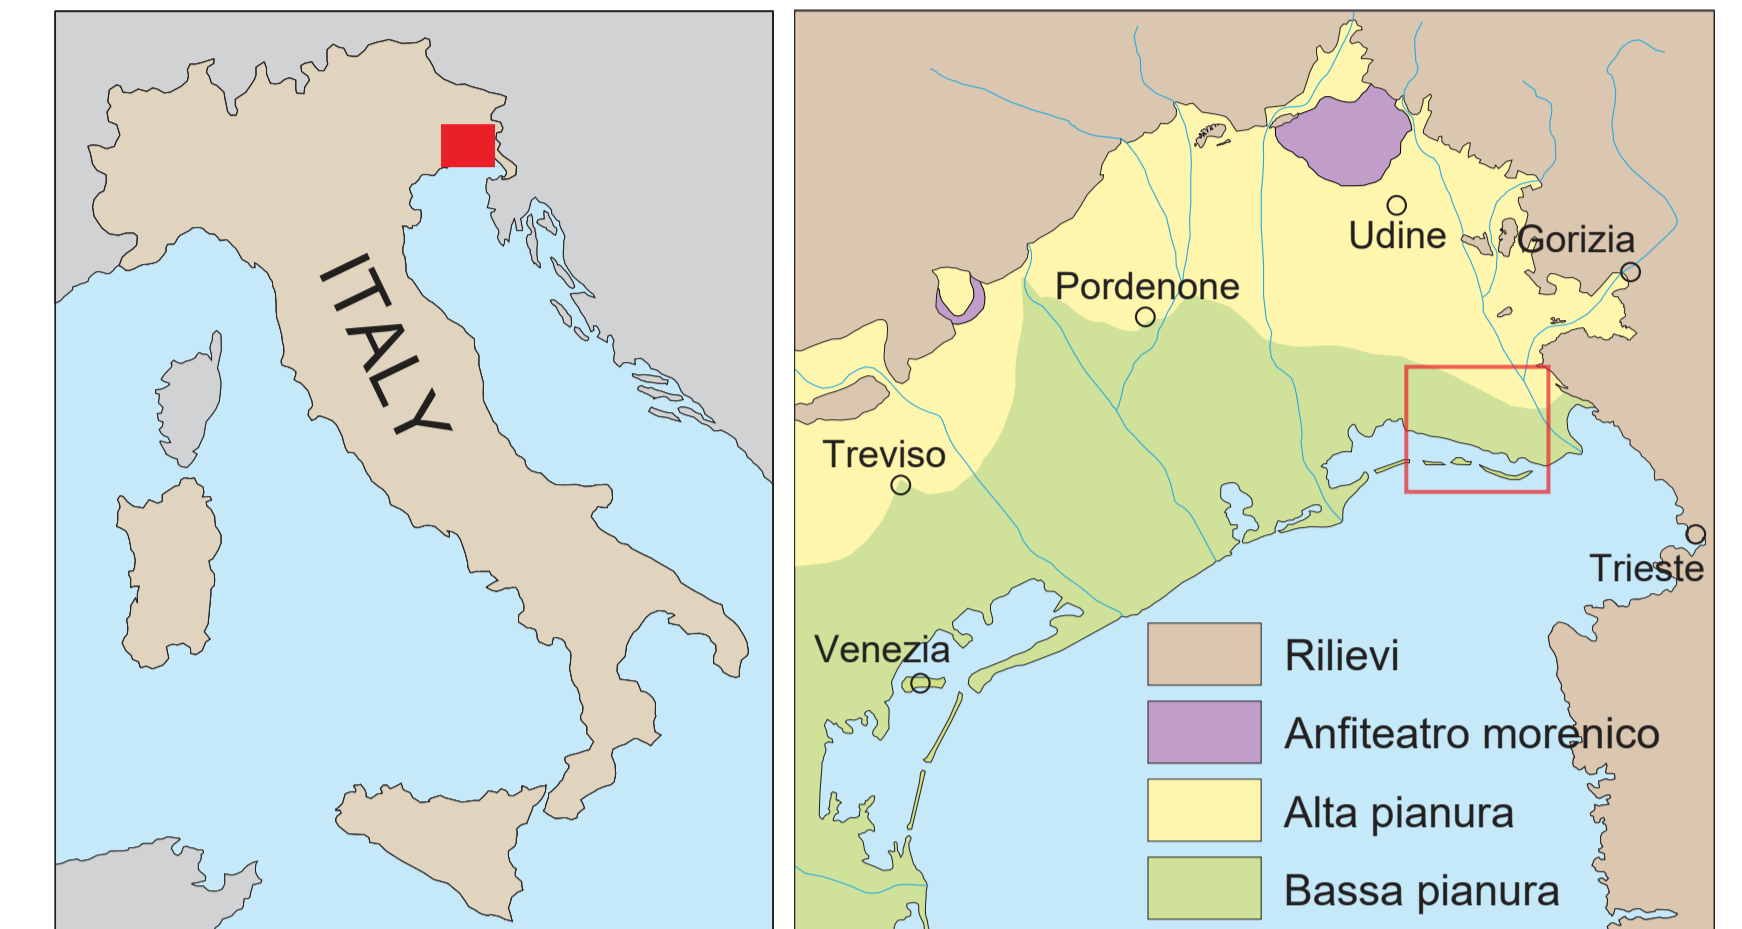 ITALY
Udine
Gorizia
Pordenone
Treviso
Trieste
Venezia
Rilievi
Anfiteatro morenico
Alta pianura
Bassa pianura